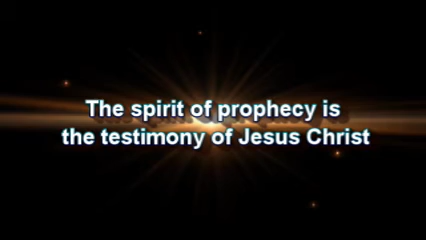 The spirit of prophecy is
the testimony of Jesus Christ